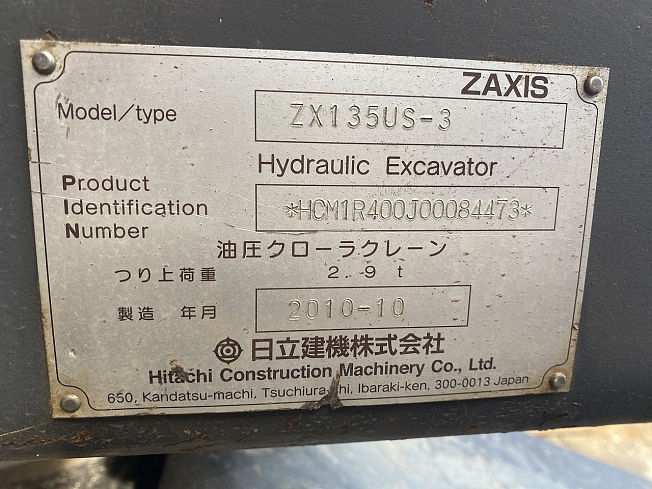 ZAXIS
Model/type ZX135US-3
Hydraulic Excavator
Product
Identification
Number
*HCM1R400J00084473*
油圧クローラクレーン
つり上荷重 2.9t
製造 年月 2010-10
日立建機株式会社
Hitachi Construction Machinery Co., Ltd.
650, Kandatsu-machi, Tsuchiura-shi, Ibaraki-ken, 300-0013 Japan